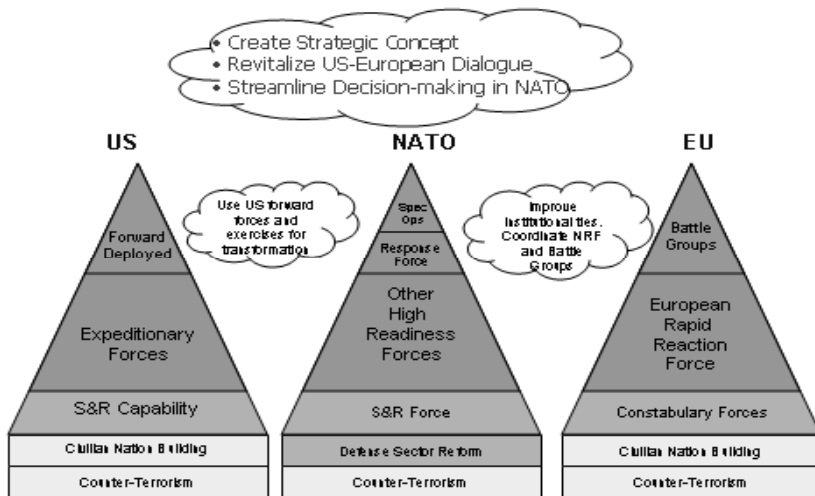 • Create Strategic Concept
• Revitalize US-European Dialogue
• Streamline Decision-making in NATO
US
NATO
EU
Use US forward
forces and
exercises for
transformation
Improve
Institutional ties.
Coordinate NRF
and Battle
Groups
Forward
Deployed
Expeditionary
Forces
S&R Capability
Civilian Nation Building
Counter-Terrorism
Spec
Ops
Response
Force
Other
High
Readiness
Forces
S&R Force
Defense Sector Reform
Counter-Terrorism
Battle
Groups
European
Rapid
Reaction
Force
Constabulary Forces
Civilian Nation Building
Counter-Terrorism